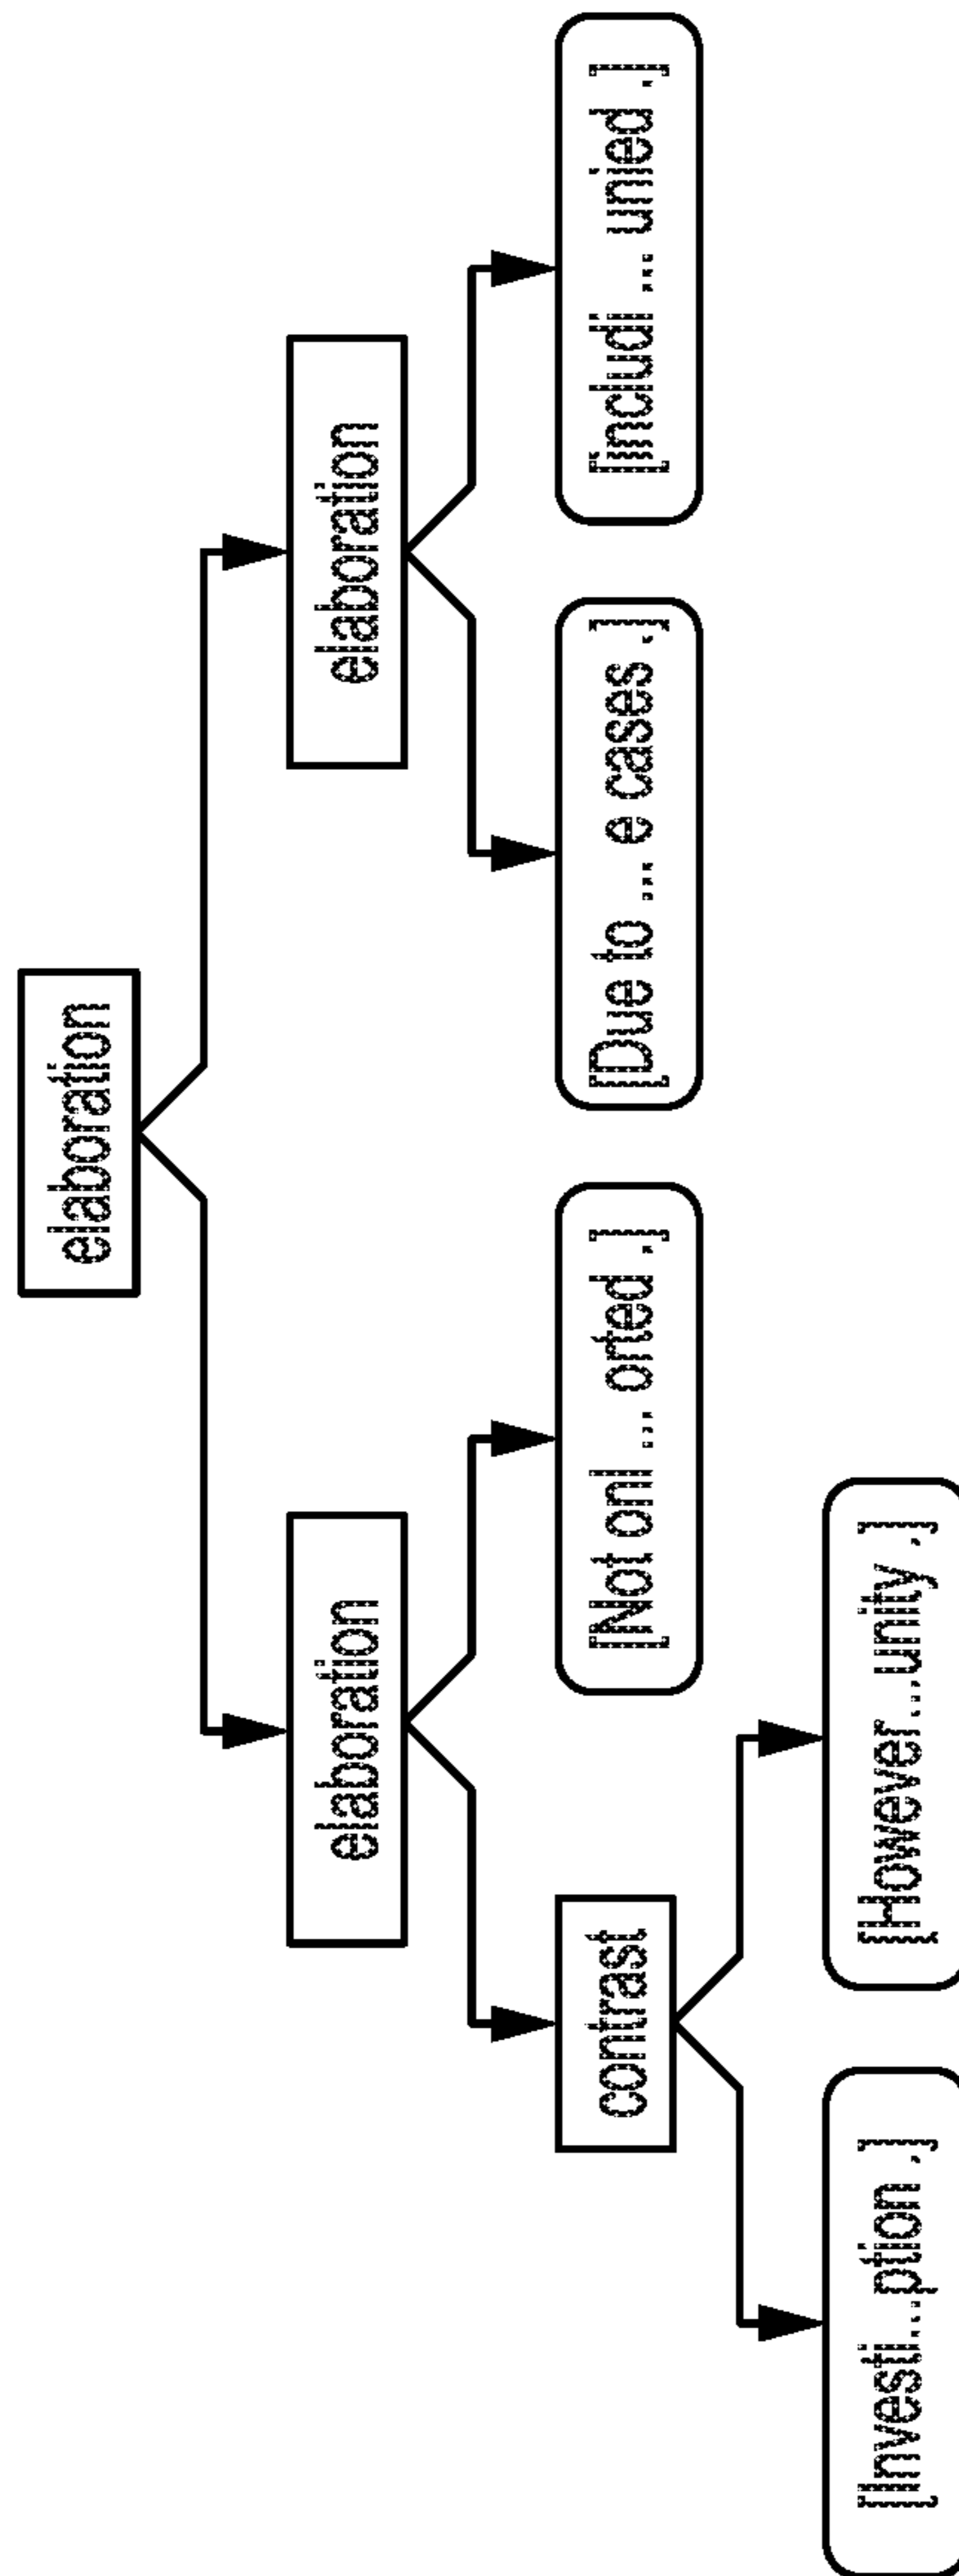 elaboration
elaboration
elaboration
contrast
[Not onl ... orted ,]
[Due to ... e cases ,]
[includi ... unied ,]
[Investi...ption ,]
[However...unity ,]